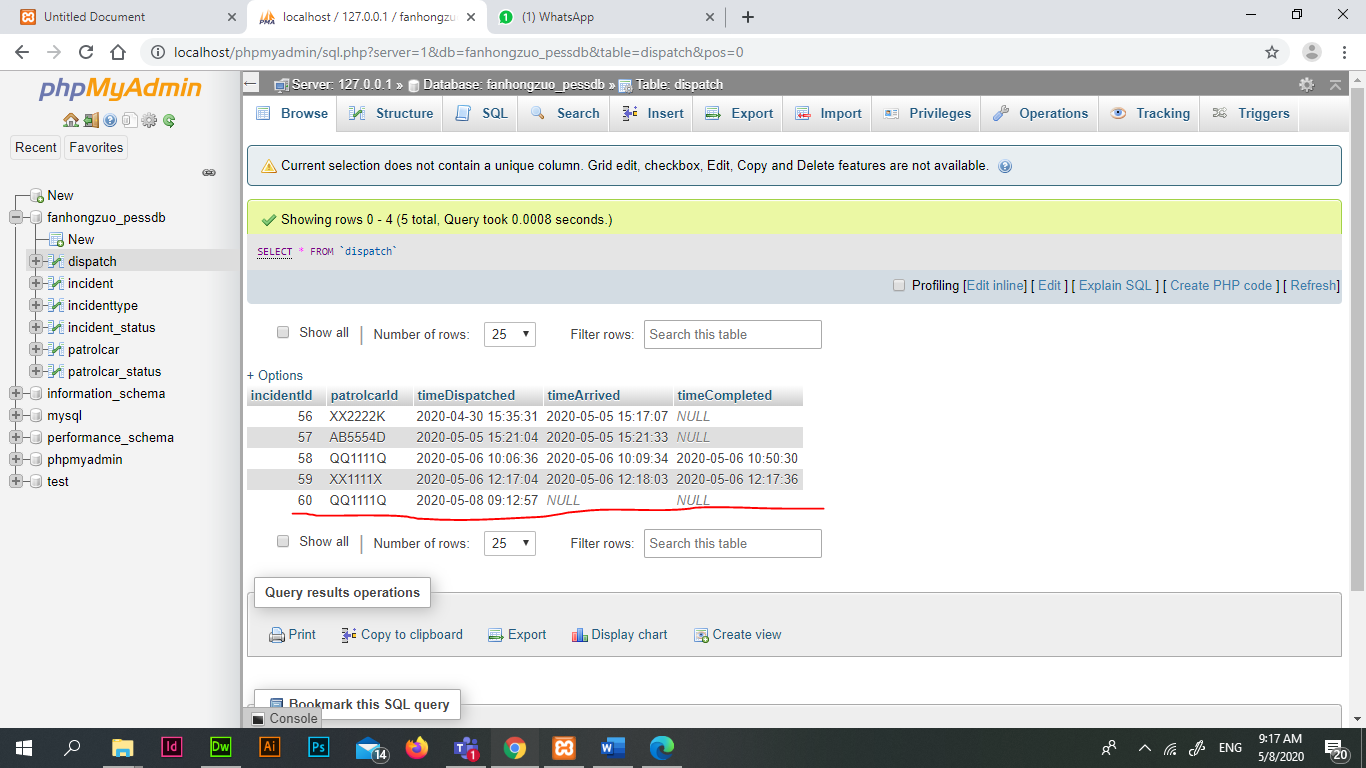 Untitled Document
localhost / 127.0.0.1 / fanhongzuo
(1) WhatsApp
localhost/phpmyadmin/sql.php?server=1&db=fanhongzuo_pessdb&table=dispatch&pos=0
phpMyAdmin
Recent Favorites
New
fanhongzuo_pessdb
New
dispatch
incident
incidenttype
incident_status
patrolcar
patrolcar_status
information_schema
mysql
performance_schema
phpmyadmin
test
Server: 127.0.0.1 » Database: fanhongzuo_pessdb » Table: dispatch
Browse Structure SQL Search Insert Export Import Privileges Operations Tracking Triggers
Current selection does not contain a unique column. Grid edit, checkbox, Edit, Copy and Delete features are not available.
Showing rows 0 - 4 (5 total, Query took 0.0008 seconds.)
SELECT * FROM `dispatch`
Profiling [Edit inline] [ Edit ] [ Explain SQL ] [ Create PHP code ] [ Refresh]
Show all | Number of rows: 25 Filter rows: Search this table
+ Options
incidentId patrolcarId timeDispatched timeArrived timeCompleted
56 XX2222K 2020-04-30 15:35:31 2020-05-05 15:17:07 NULL
57 AB5554D 2020-05-05 15:21:04 2020-05-05 15:21:33 NULL
58 QQ1111Q 2020-05-06 10:06:36 2020-05-06 10:09:34 2020-05-06 10:50:30
59 XX1111X 2020-05-06 12:17:04 2020-05-06 12:18:03 2020-05-06 12:17:36
60 QQ1111Q 2020-05-08 09:12:57 NULL NULL
Show all | Number of rows: 25 Filter rows: Search this table
Query results operations
Print Copy to clipboard Export Display chart Create view
Bookmark this SQL query
Console
Id Dw Ai Ps 14 1 ENG 9:17 AM
5/8/2020 20